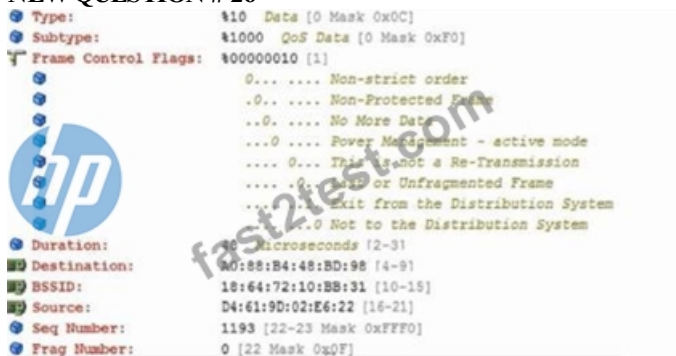 NEW QUESTION # 26
Type: %10 Data [0 Mask 0x0C]
Subtype: %1000 QoS Data [0 Mask 0xF0]
Frame Control Flags: %00000010 [1]
0... .... Non-strict order
.0.. .... Non-Protected Frame
..0. .... No More Data
...0 .... Power Management - active mode
.... 0... This is not a Re-Transmission
.... .0.. Last or Unfragmented Frame
.... Exit from the Distribution System
...0 Not to the Distribution System
Duration: 48 Microseconds [2-3]
Destination: A0:88:B4:48:BD:98 [4-9]
BSSID: 18:64:72:10:BB:31 [10-15]
Source: D4:61:9D:02:E6:22 [16-21]
Seq Number: 1193 [22-23 Mask 0xFFF0]
Frag Number: 0 [22 Mask 0x0F]
hp
fast2test.com